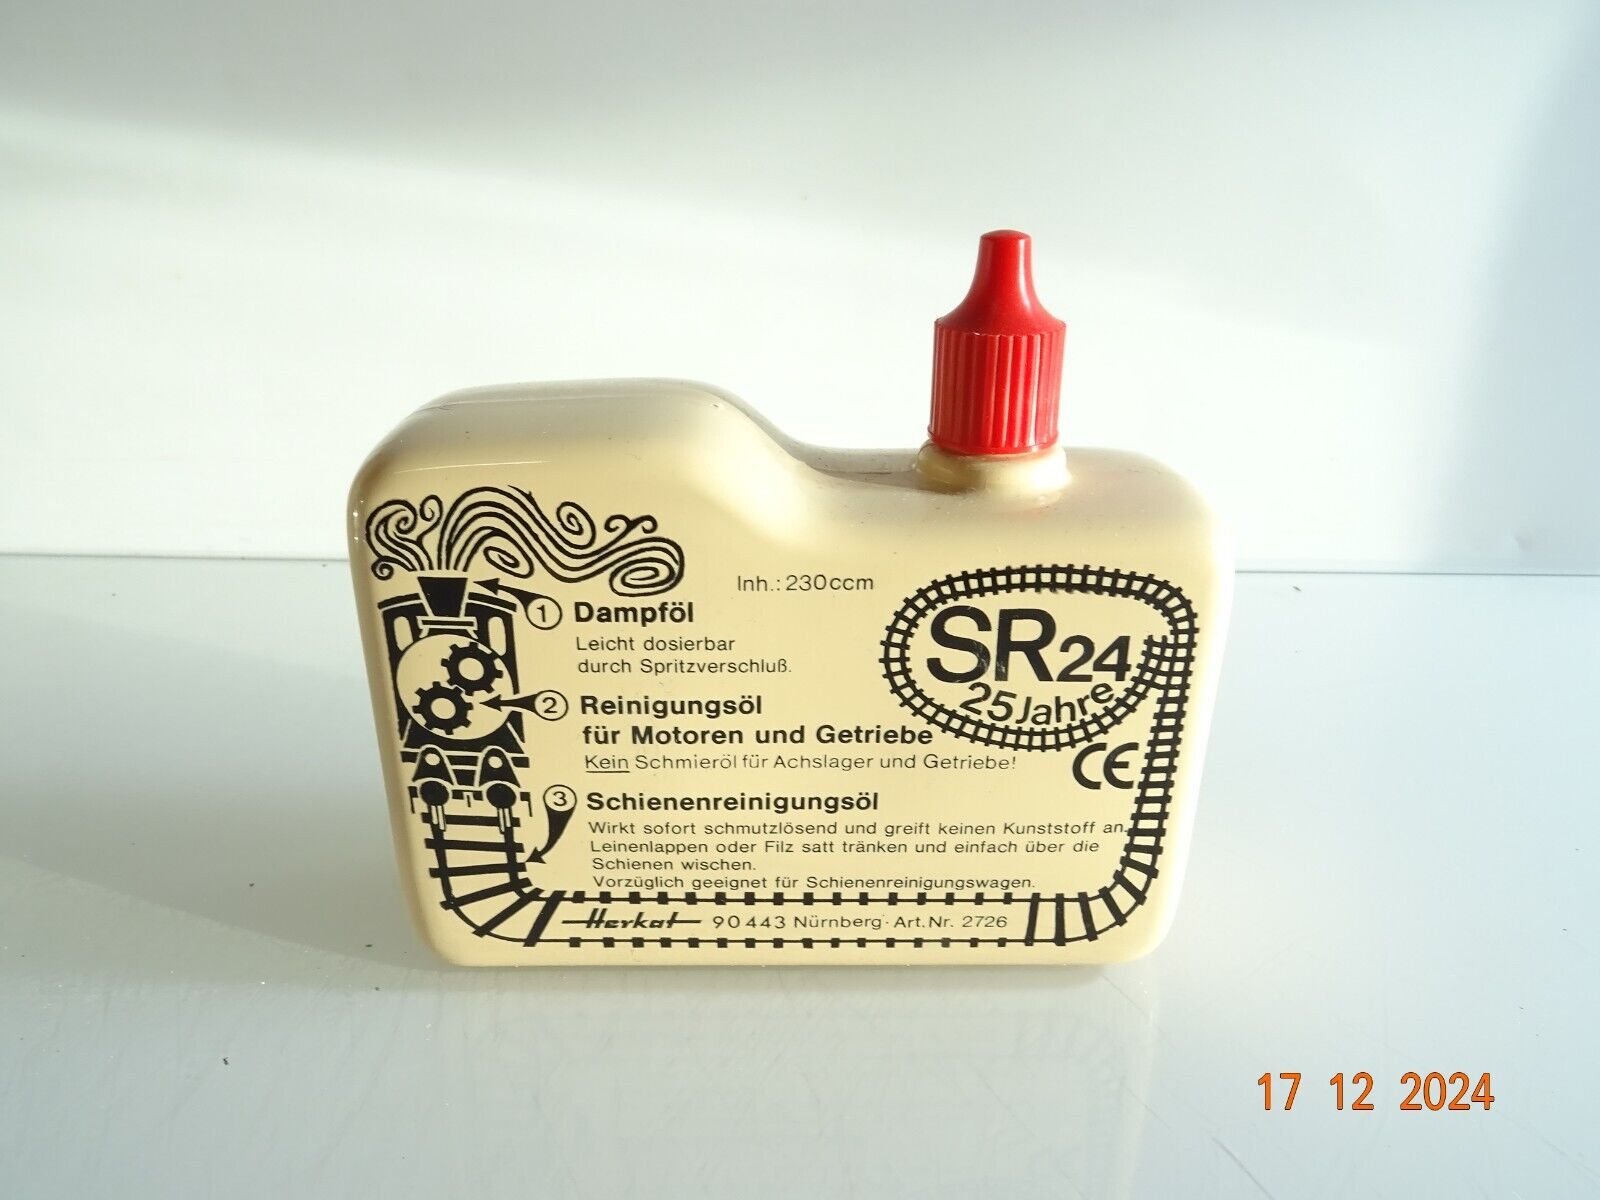 Inh.: 230ccm
1 Dampföl
Leicht dosierbar
durch Spritzverschluß.
2 Reinigungsöl
für Motoren und Getriebe
Kein Schmieröl für Achslager und Getriebe!
3 Schienenreinigungsöl
Wirkt sofort schmutzlösend und greift keinen Kunststoff an.
Leinenlappen oder Filz satt tränken und einfach über die
Schienen wischen.
Vorzüglich geeignet für Schienenreinigungswagen.
Herkat 90 443 Nürnberg · Art. Nr. 2726
SR24
25 Jahre
CE
17 12 2024